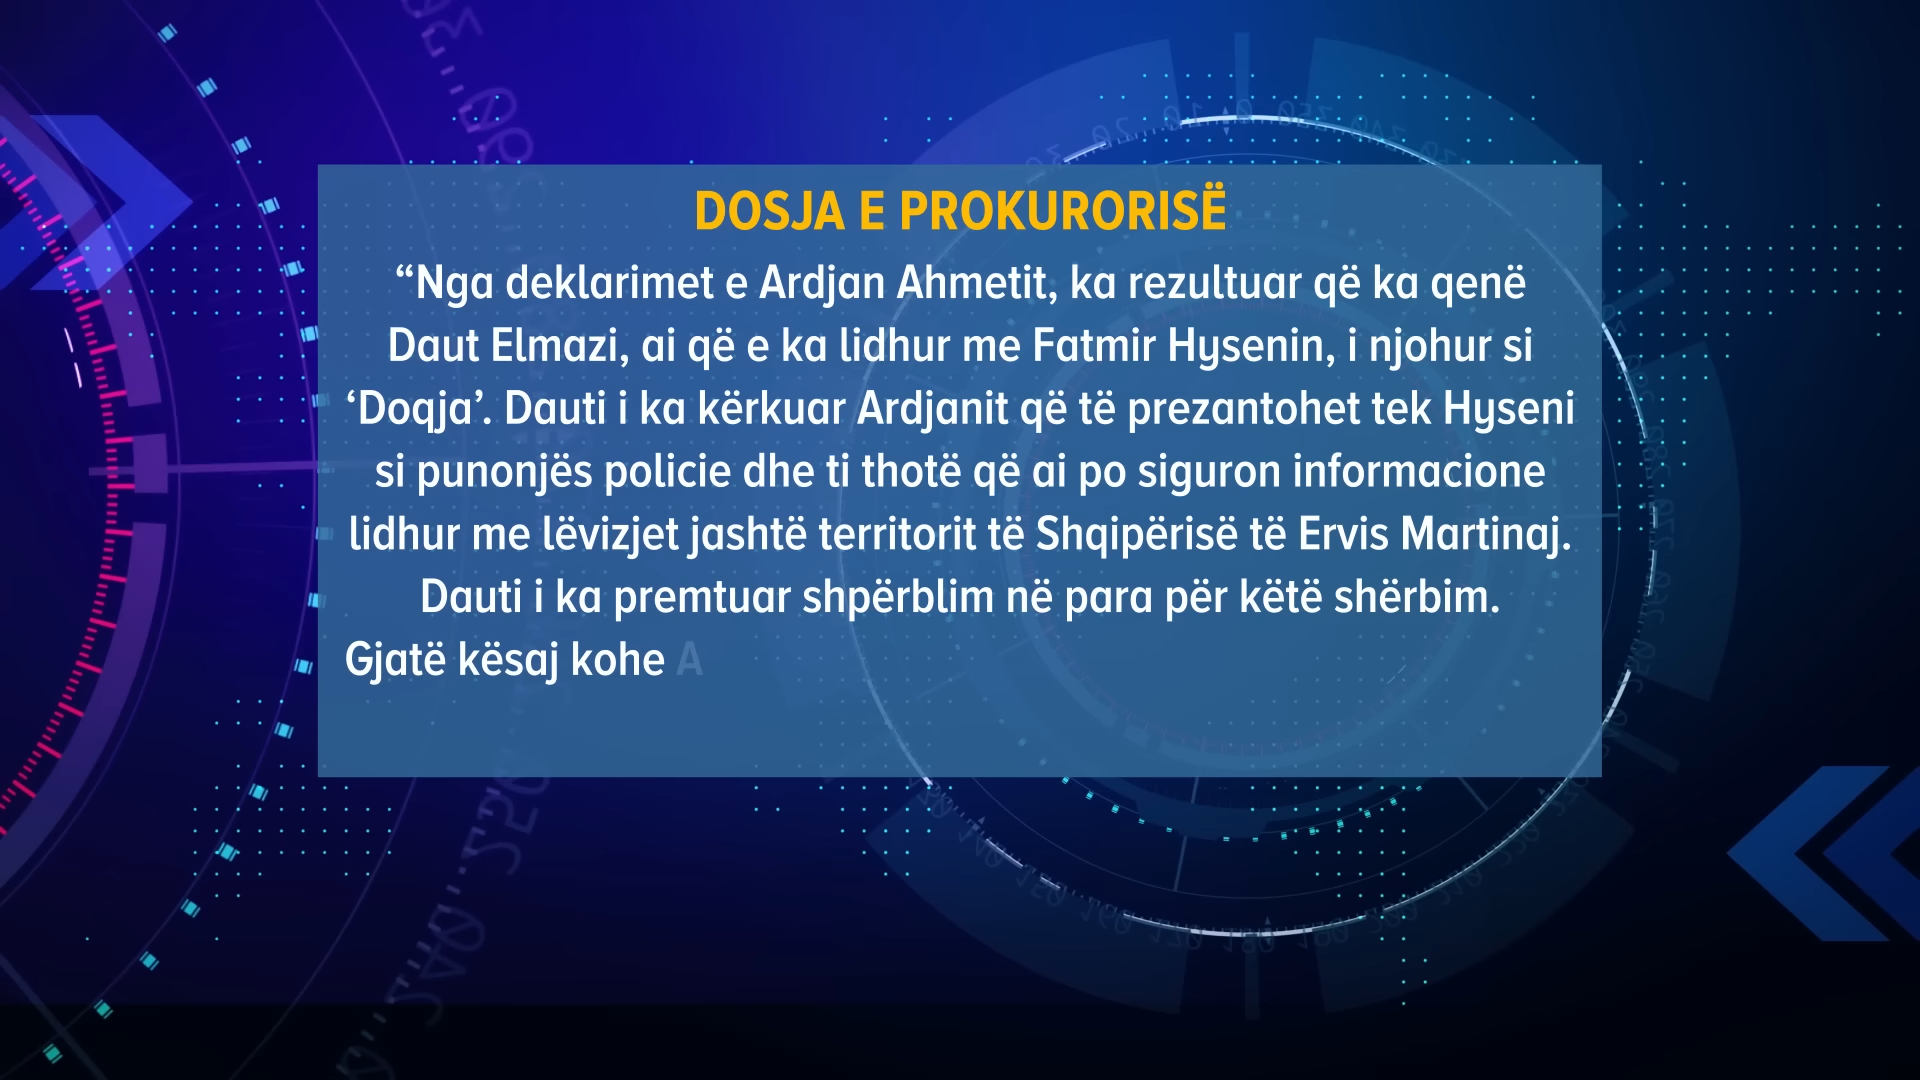 DOSJA E PROKURORISË
“Nga deklarimet e Ardjan Ahmetit, ka rezultuar që ka qenë
Daut Elmazi, ai që e ka lidhur me Fatmir Hysenin, i njohur si
‘Doqja’. Dauti i ka kërkuar Ardjanit që të prezantohet tek Hyseni
si punonjës policie dhe ti thotë që ai po siguron informacione
lidhur me lëvizjet jashtë territorit të Shqipërisë të Ervis Martinaj.
Dauti i ka premtuar shpërblim në para për këtë shërbim.
Gjatë kësaj kohe A